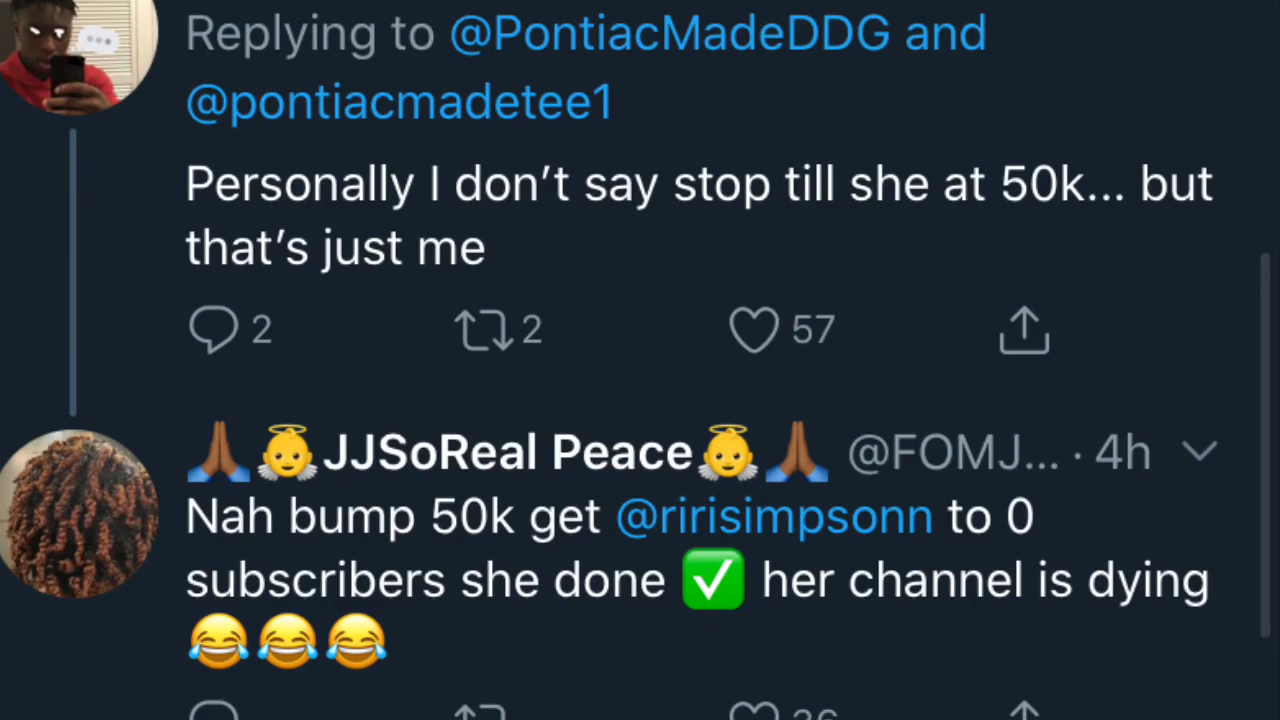 Replying to @PontiacMadeDDG and
@pontiacmadetee1
Personally I don’t say stop till she at 50k... but
that’s just me
2 2 57
🙏🏾👼JJSoReal Peace👼🙏🏾 @FOMJ... · 4h
Nah bump 50k get @ririsimpsonn to 0
subscribers she done ✅ her channel is dying
😂😂😂